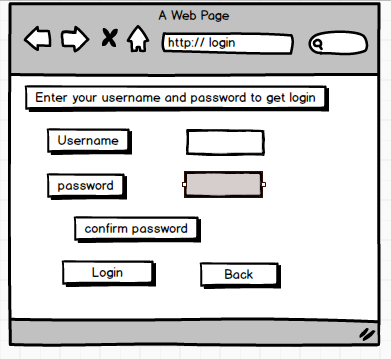 A Web Page
http:// login
Enter your username and password to get login
Username
password
confirm password
Login
Back